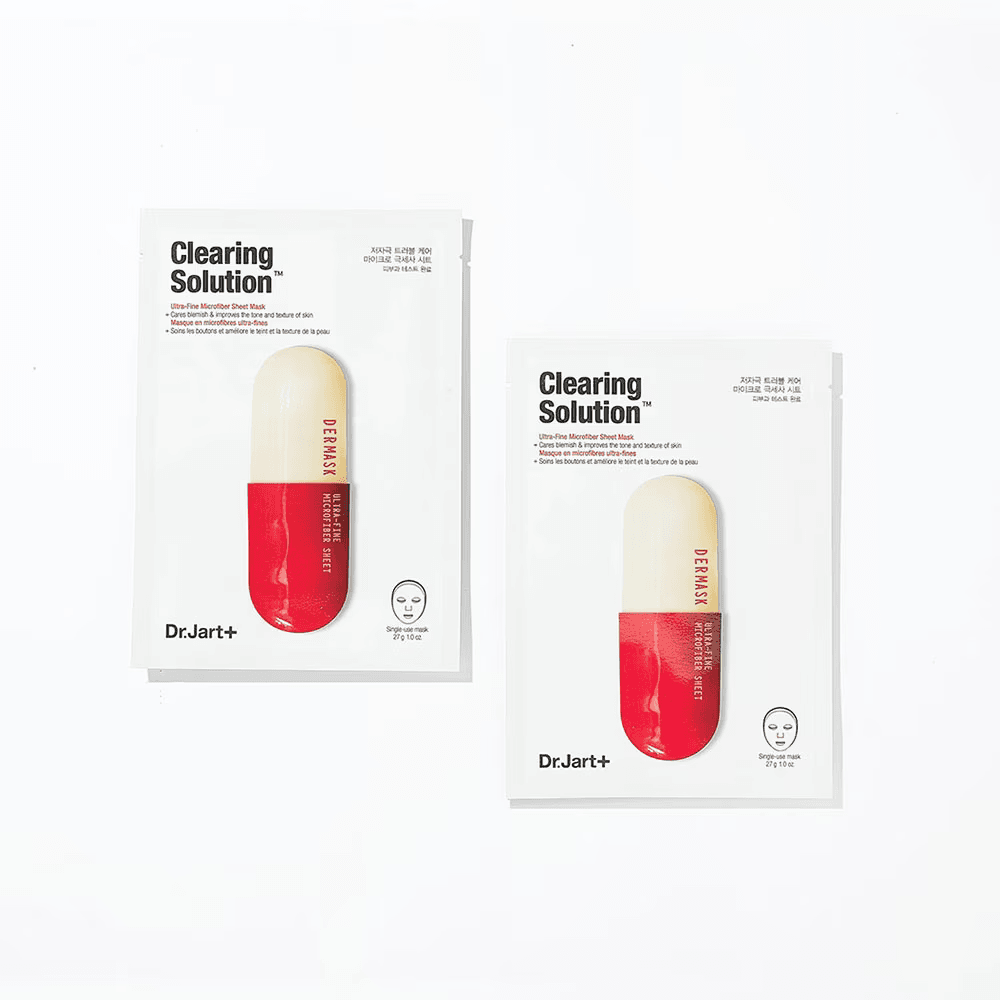 Clearing
Solution™
저자극 트러블 케어
마이크로 극세사 시트
피부과 테스트 완료
Ultra-Fine Microfiber Sheet Mask
+ Cares blemish & improves the tone and texture of skin
Masque en microfibres ultra-fines
+ Soins les boutons et améliore le teint et la texture de la peau
DERMASK
ULTRA-FINE
MICROFIBER SHEET
Dr.Jart+
Single-use mask
27 g 1.0 oz.
Clearing
Solution™
저자극 트러블 케어
마이크로 극세사 시트
피부과 테스트 완료
Ultra-Fine Microfiber Sheet Mask
+ Cares blemish & improves the tone and texture of skin
Masque en microfibres ultra-fines
+ Soins les boutons et améliore le teint et la texture de la peau
DERMASK
ULTRA-FINE
MICROFIBER SHEET
Dr.Jart+
Single-use mask
27 g 1.0 oz